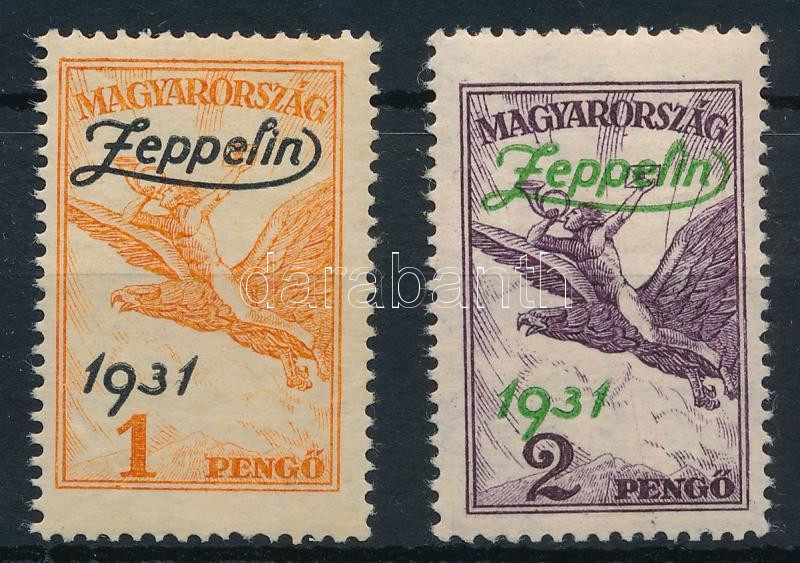 MAGYARORSZÁG
Zeppelin
1931
1 PENGŐ
MAGYARORSZÁG
Zeppelin
1931
2 PENGŐ
darabanth